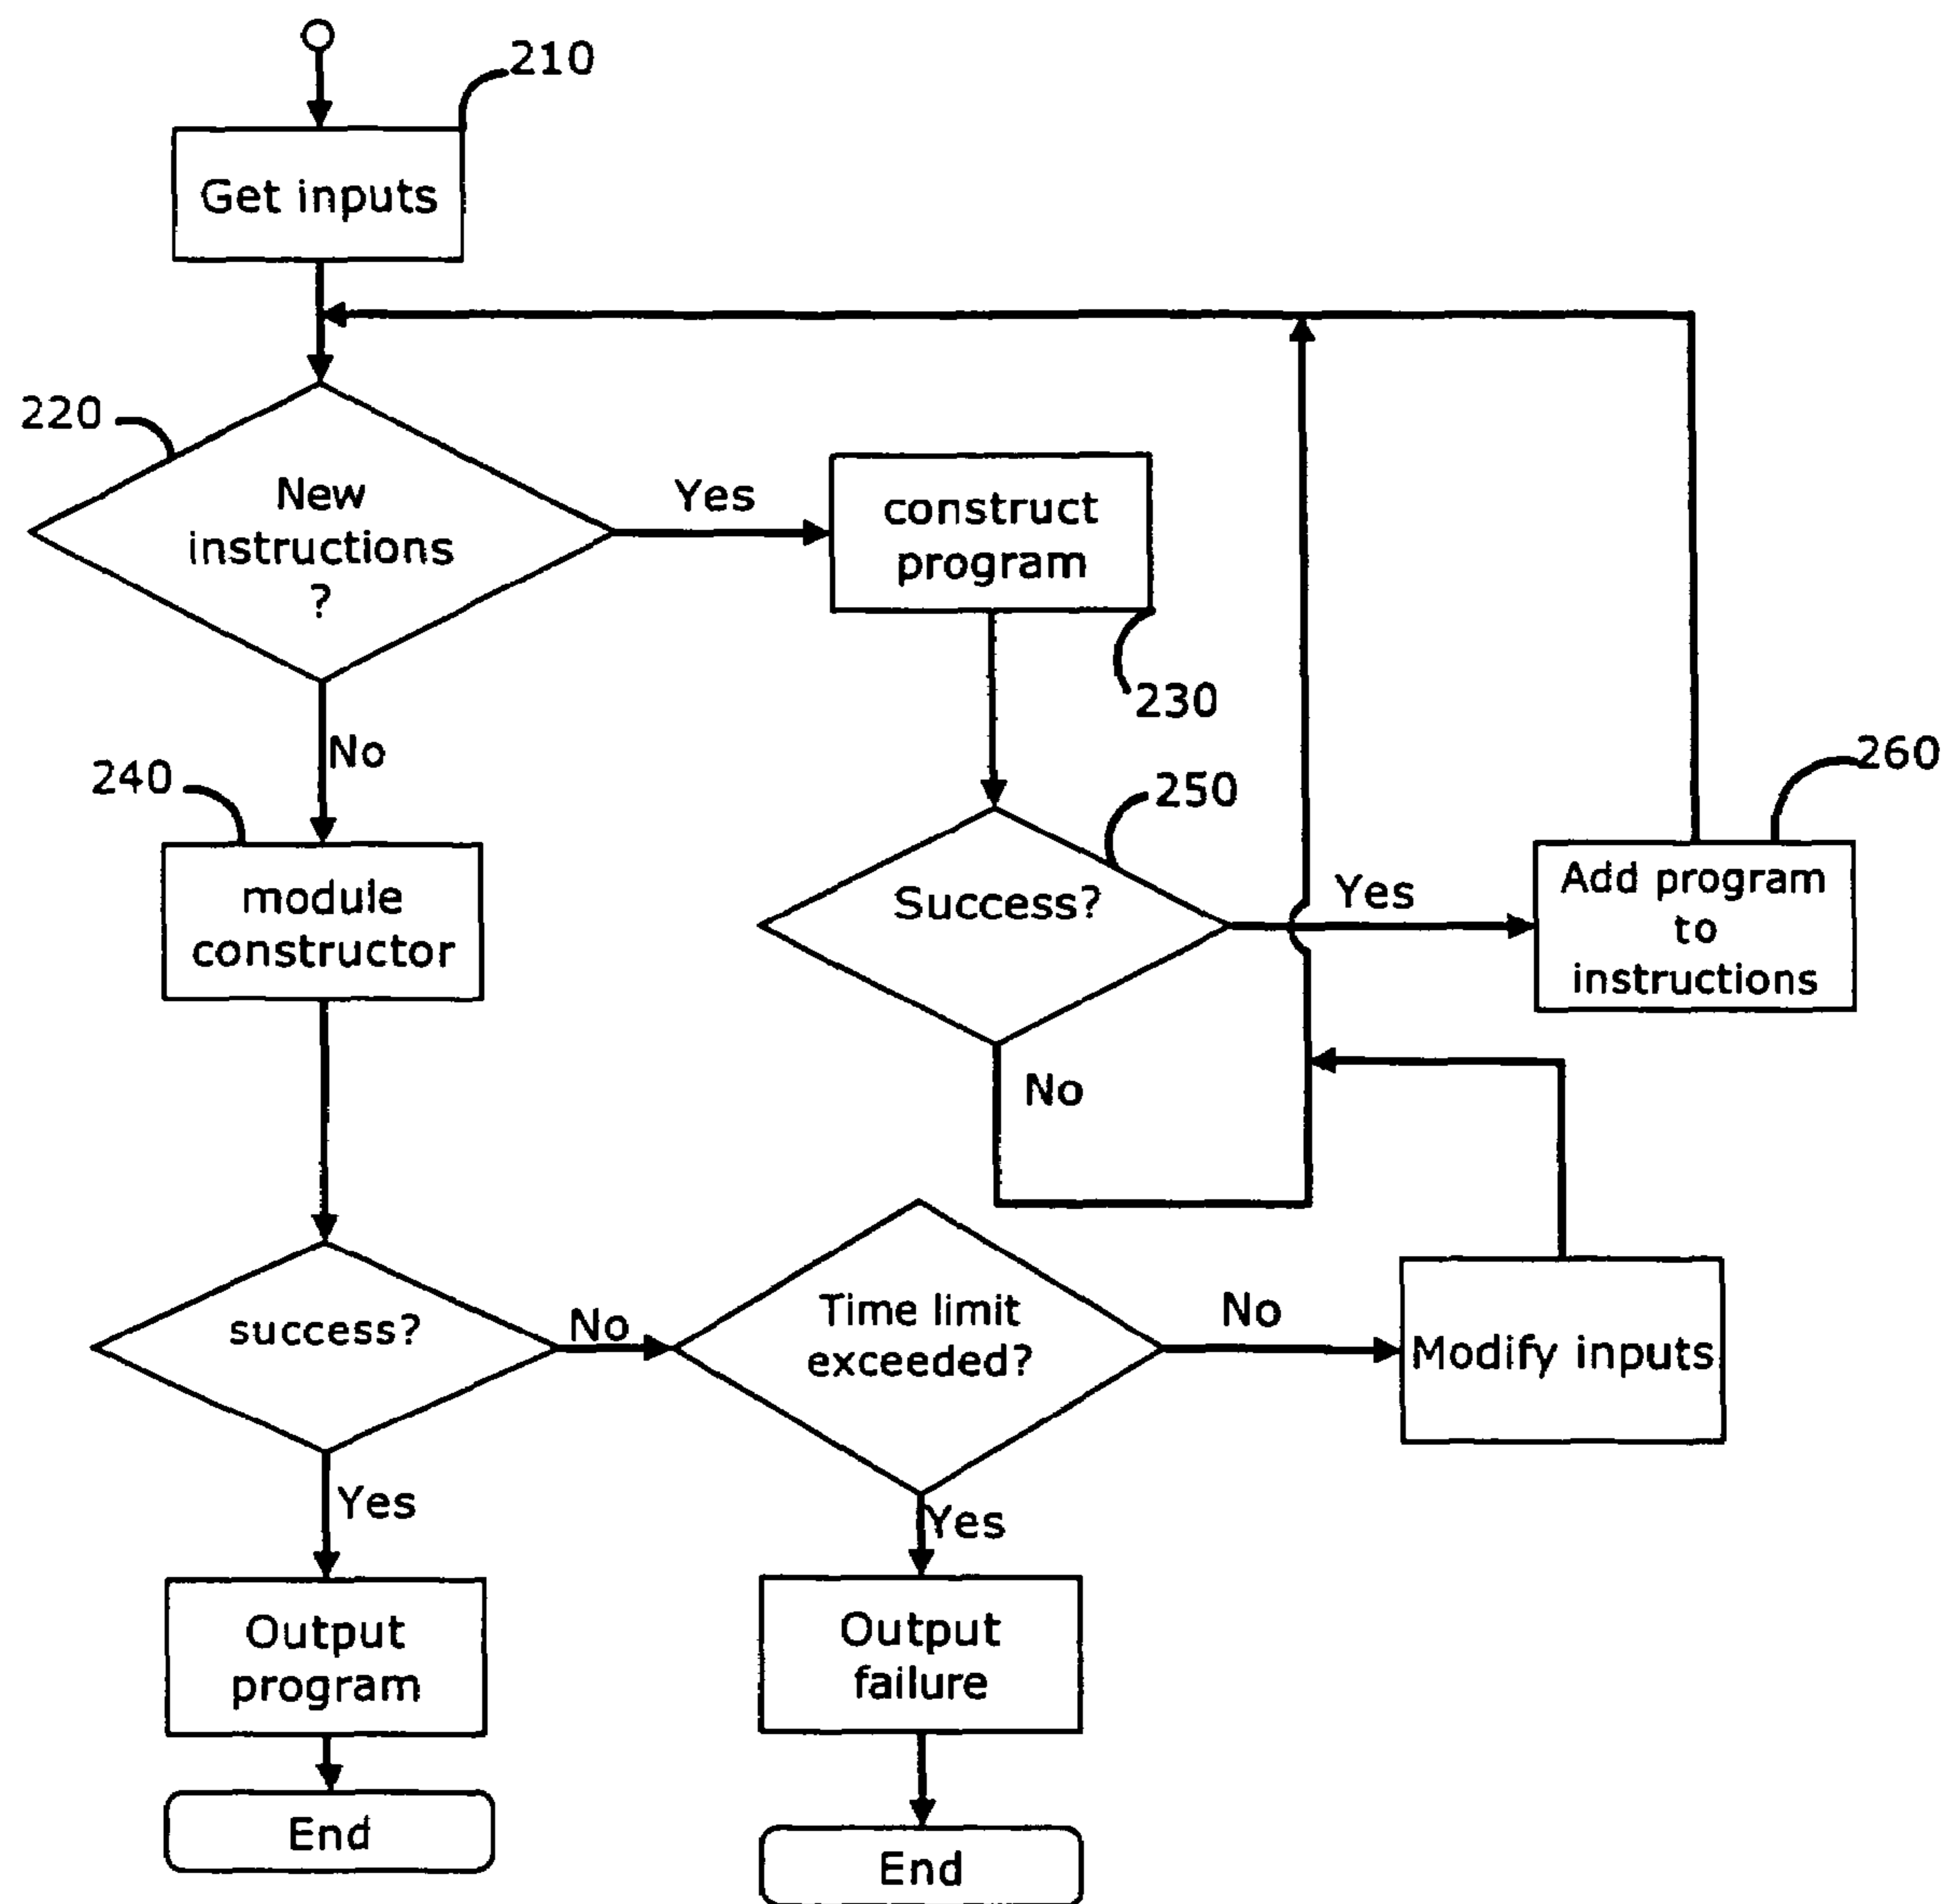 210
Get inputs
220
New
instructions
?
Yes
construct
program
230
No
240
module
constructor
250
Success?
Yes
260
Add program
to
instructions
No
success?
No
Time limit
exceeded?
No
Modify inputs
Yes
Yes
Output
program
Output
failure
End
End